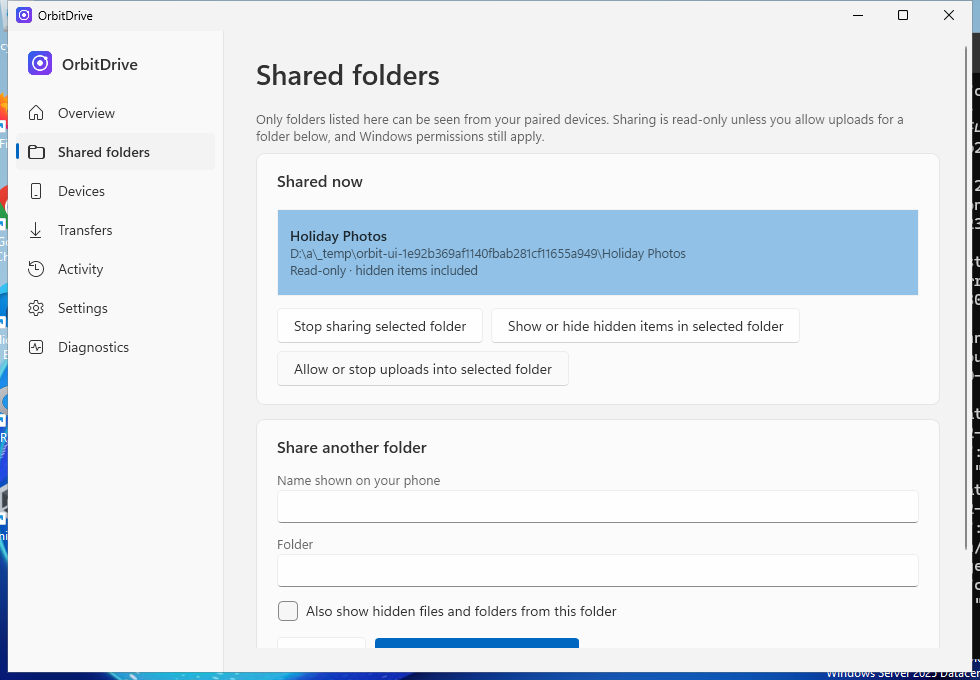 OrbitDrive
OrbitDrive
Overview
Shared folders
Devices
Transfers
Activity
Settings
Diagnostics
Shared folders
Only folders listed here can be seen from your paired devices. Sharing is read-only unless you allow uploads for a
folder below, and Windows permissions still apply.
Shared now
Holiday Photos
D:\a\_temp\orbit-ui-1e92b369af1140fbab281cf11655a949\Holiday Photos
Read-only · hidden items included
Stop sharing selected folder
Show or hide hidden items in selected folder
Allow or stop uploads into selected folder
Share another folder
Name shown on your phone
Folder
Also show hidden files and folders from this folder
Windows Server 2025 Datacen